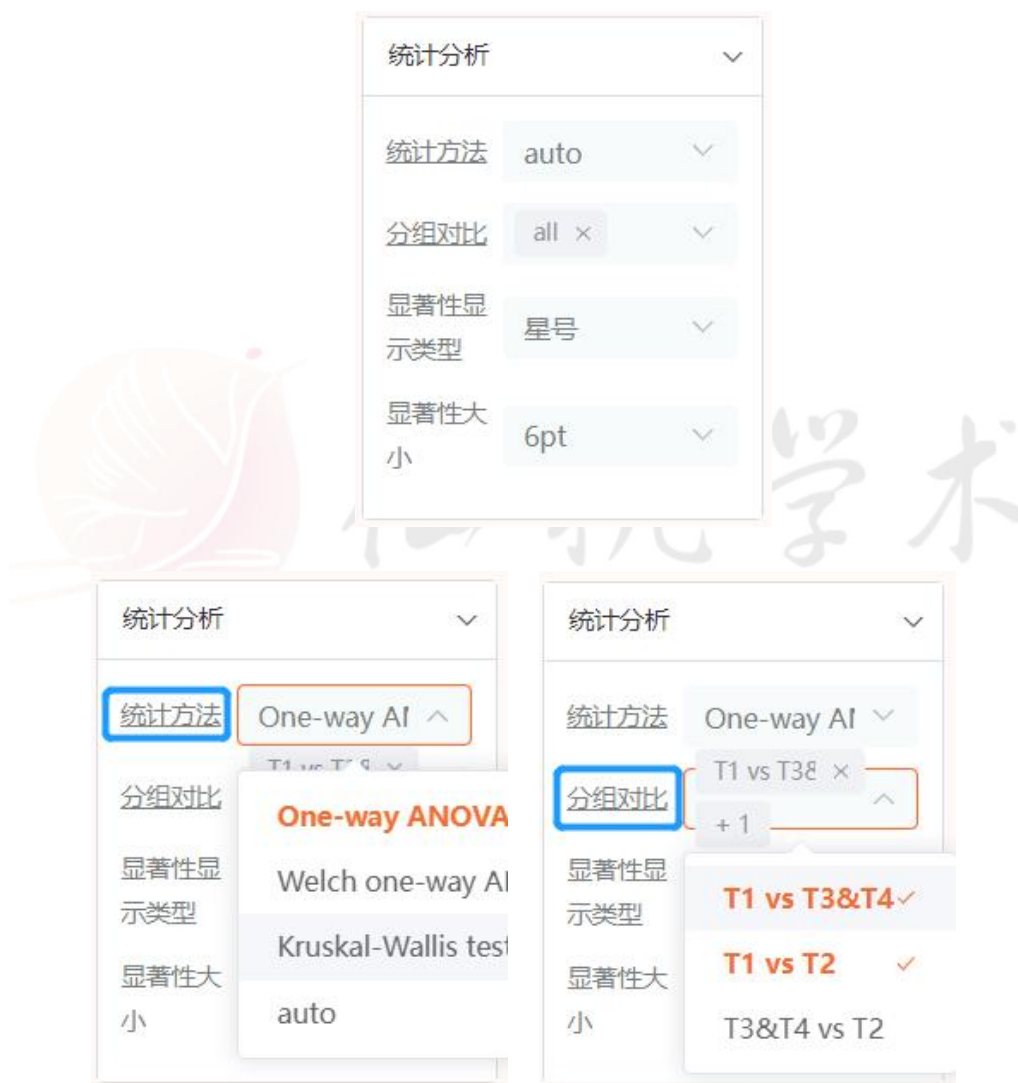 统计分析
统计方法 auto
分组对比 all ×
显著性显
示类型 星号
显著性大
小 6pt
学术
统计分析
统计方法 One-way AN
分组对比
One-way ANOVA
显著性显
示类型
Welch one-way AN
Kruskal-Wallis test
显著性大
小
auto
统计分析
统计方法 One-way AN
分组对比 T1 vs T3& ×
+ 1
显著性显
示类型
T1 vs T3&T4
T1 vs T2
显著性大
小
T3&T4 vs T2